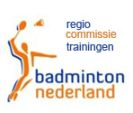 regio
commissie
trainingen
badminton
nederland